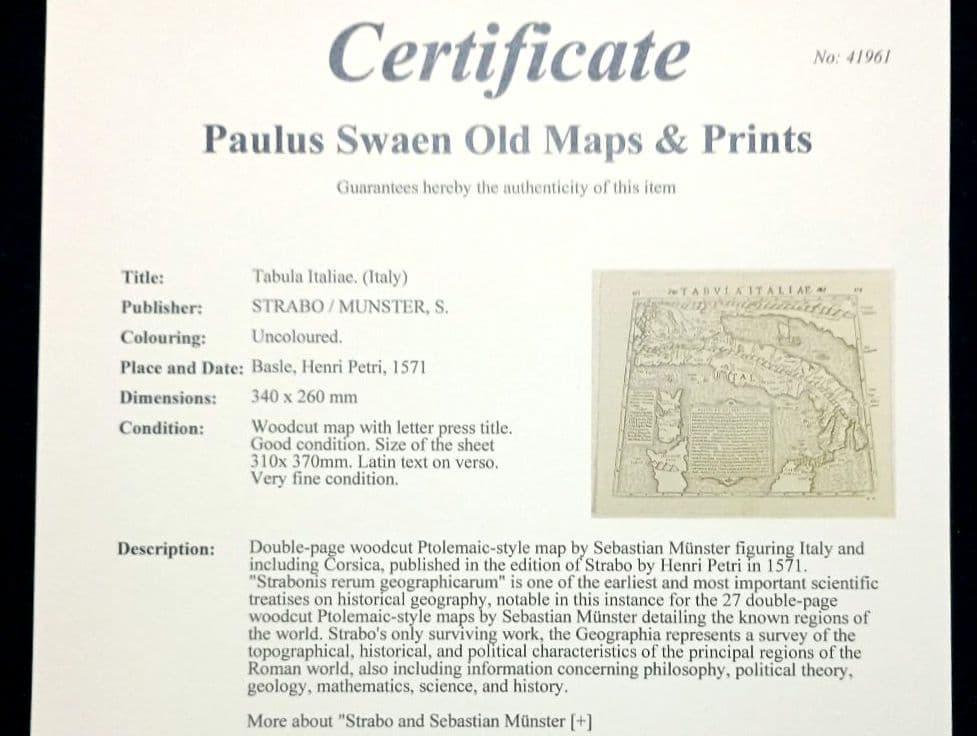 Certificate
No: 41961
Paulus Swaen Old Maps & Prints
Guarantees hereby the authenticity of this item
Title: Tabula Italiae. (Italy)
Publisher: STRABO / MUNSTER, S.
Colouring: Uncoloured.
Place and Date: Basle, Henri Petri, 1571
Dimensions: 340 x 260 mm
Condition: Woodcut map with letter press title.
Good condition. Size of the sheet
310x 370mm. Latin text on verso.
Very fine condition.
TABVLA ITALIAE
Description: Double-page woodcut Ptolemaic-style map by Sebastian Münster figuring Italy and
including Corsica, published in the edition of Strabo by Henri Petri in 1571.
"Strabonis rerum geographicarum" is one of the earliest and most important scientific
treatises on historical geography, notable in this instance for the 27 double-page
woodcut Ptolemaic-style maps by Sebastian Münster detailing the known regions of
the world. Strabo's only surviving work, the Geographia represents a survey of the
topographical, historical, and political characteristics of the principal regions of the
Roman world, also including information concerning philosophy, political theory,
geology, mathematics, science, and history.
More about "Strabo and Sebastian Münster [+]